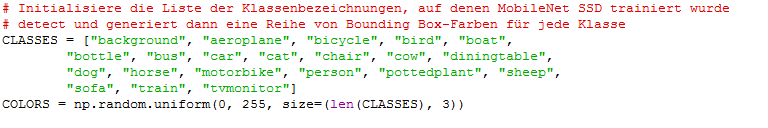 # Initialisiere die Liste der Klassenbezeichnungen, auf denen MobileNet SSD trainiert wurde
# detect und generiert dann eine Reihe von Bounding Box-Farben für jede Klasse
CLASSES = ["background", "aeroplane", "bicycle", "bird", "boat",
        "bottle", "bus", "car", "cat", "chair", "cow", "diningtable",
        "dog", "horse", "motorbike", "person", "pottedplant", "sheep",
        "sofa", "train", "tvmonitor"]
COLORS = np.random.uniform(0, 255, size=(len(CLASSES), 3))